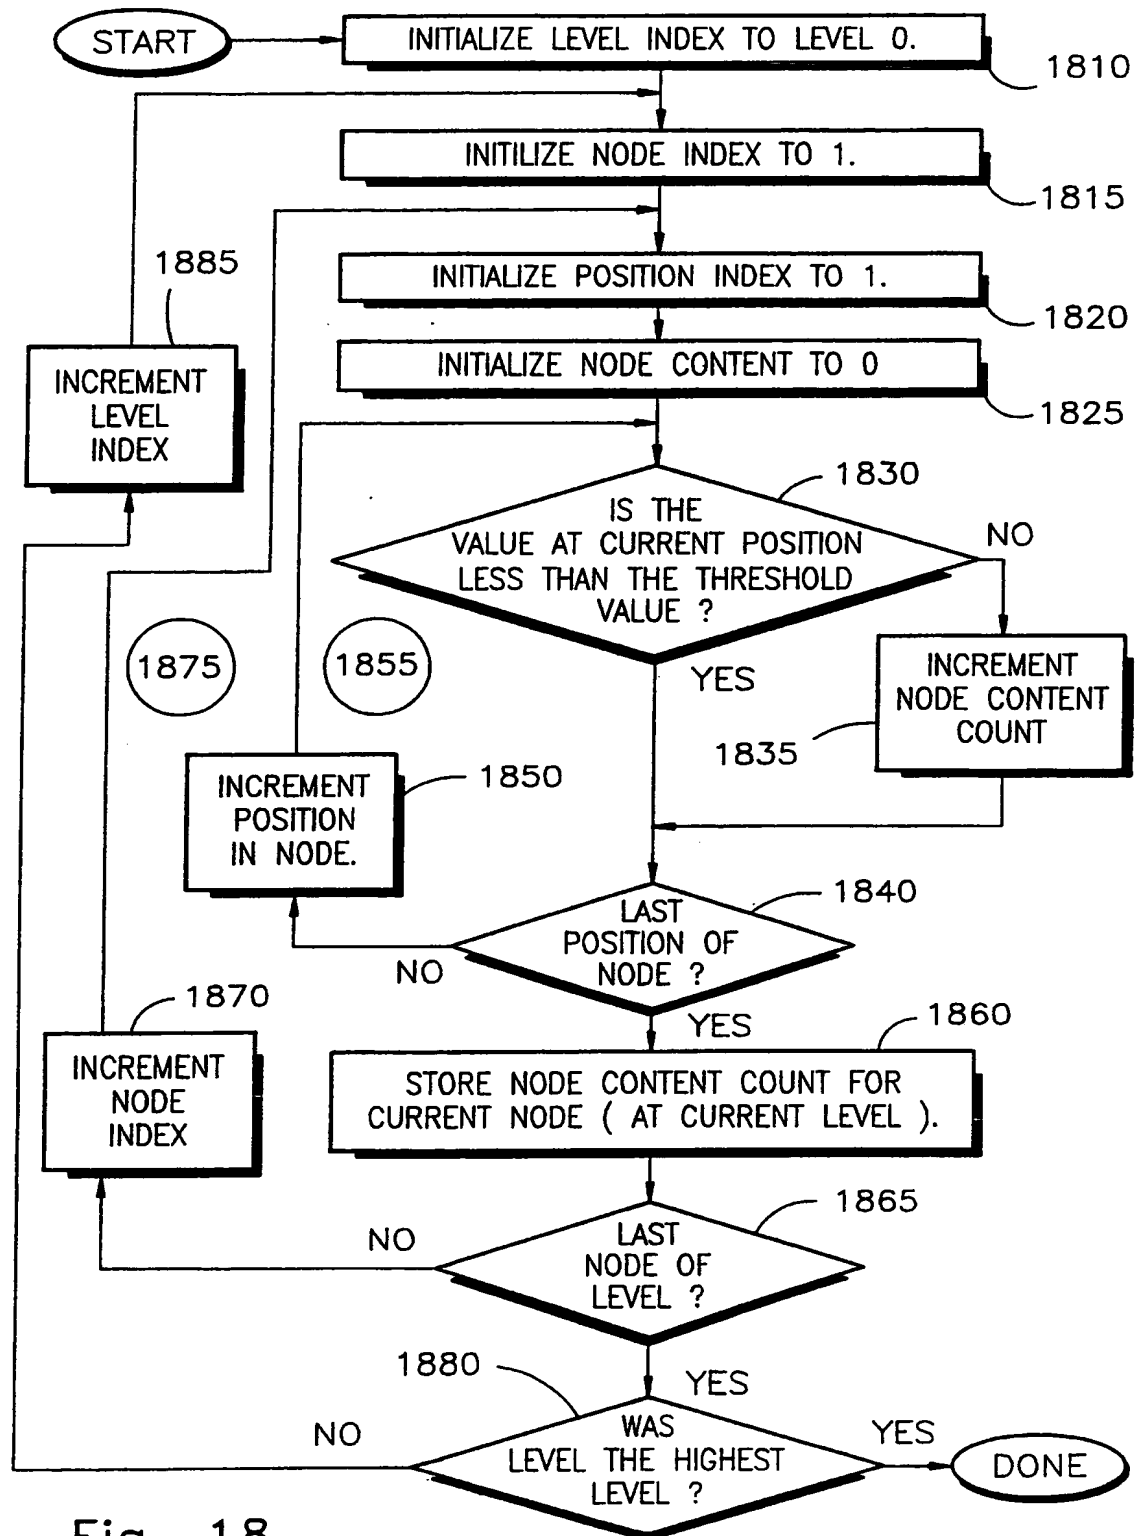 START
INITIALIZE LEVEL INDEX TO LEVEL 0.
1810
INITILIZE NODE INDEX TO 1.
1815
1885
INITIALIZE POSITION INDEX TO 1.
1820
INCREMENT
LEVEL
INDEX
INITIALIZE NODE CONTENT TO 0
1825
1830
IS THE
VALUE AT CURRENT POSITION
LESS THAN THE THRESHOLD
VALUE ?
NO
YES
1875
1855
INCREMENT
NODE CONTENT
COUNT
1835
INCREMENT
POSITION
IN NODE.
1850
1840
LAST
POSITION OF
NODE ?
NO
YES
1870
INCREMENT
NODE
INDEX
1860
STORE NODE CONTENT COUNT FOR
CURRENT NODE ( AT CURRENT LEVEL ).
1865
LAST
NODE OF
LEVEL ?
NO
YES
1880
WAS
LEVEL THE HIGHEST
LEVEL ?
NO
YES
DONE
Fig. 18